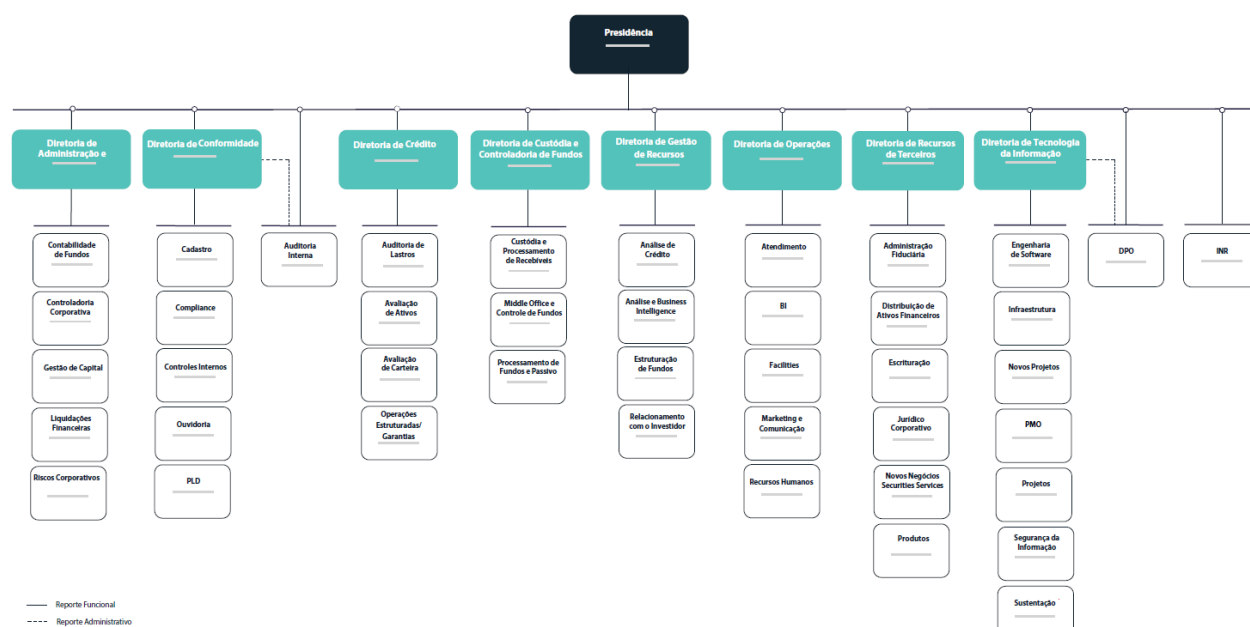 Presidência
Diretoria de
Administração e
Diretoria de Conformidade
Diretoria de Crédito
Diretoria de Custódia e
Controladoria de Fundos
Diretoria de Gestão
de Recursos
Diretoria de Operações
Diretoria de Recursos
de Terceiros
Diretoria de Tecnologia
da Informação
Contabilidade
de Fundos
Controladoria
Corporativa
Gestão de Capital
Liquidações
Financeiras
Riscos Corporativos
Cadastro
Compliance
Controles Internos
Ouvidoria
PLD
Auditoria
Interna
Auditoria de
Lastros
Avaliação
de Ativos
Avaliação
de Carteira
Operações
Estruturadas/
Garantias
Custódia e
Processamento
de Recebíveis
Middle Office e
Controle de Fundos
Processamento de
Fundos e Passivo
Análise de
Crédito
Análise e Business
Intelligence
Estruturação
de Fundos
Relacionamento
com o Investidor
Atendimento
BI
Facilities
Marketing e
Comunicação
Recursos Humanos
Administração
Fiduciária
Distribuição de
Ativos Financeiros
Escrituração
Jurídico
Corporativo
Novos Negócios
Securities Services
Produtos
Engenharia
de Software
Infraestrutura
Novos Projetos
PMO
Projetos
Segurança da
Informação
Sustentação
DPO
INR
Reporte Funcional
Reporte Administrativo